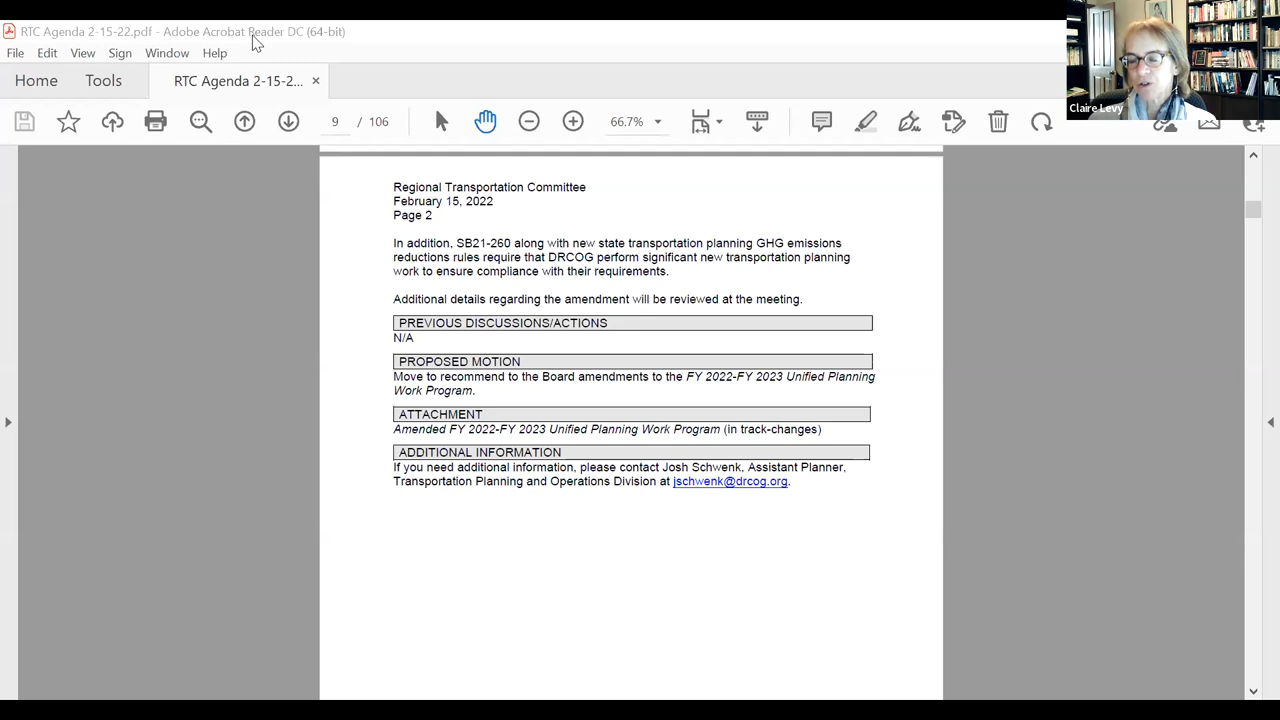 RTC Agenda 2-15-22.pdf - Adobe Acrobat Reader DC (64-bit)
File Edit View Sign Window Help
Home Tools RTC Agenda 2-15-2... ×
9 / 106 66.7%
Claire Levy
Regional Transportation Committee
February 15, 2022
Page 2
In addition, SB21-260 along with new state transportation planning GHG emissions
reductions rules require that DRCOG perform significant new transportation planning
work to ensure compliance with their requirements.
Additional details regarding the amendment will be reviewed at the meeting.
PREVIOUS DISCUSSIONS/ACTIONS
N/A
PROPOSED MOTION
Move to recommend to the Board amendments to the FY 2022-FY 2023 Unified Planning
Work Program.
ATTACHMENT
Amended FY 2022-FY 2023 Unified Planning Work Program (in track-changes)
ADDITIONAL INFORMATION
If you need additional information, please contact Josh Schwenk, Assistant Planner,
Transportation Planning and Operations Division at jschwenk@drcog.org.